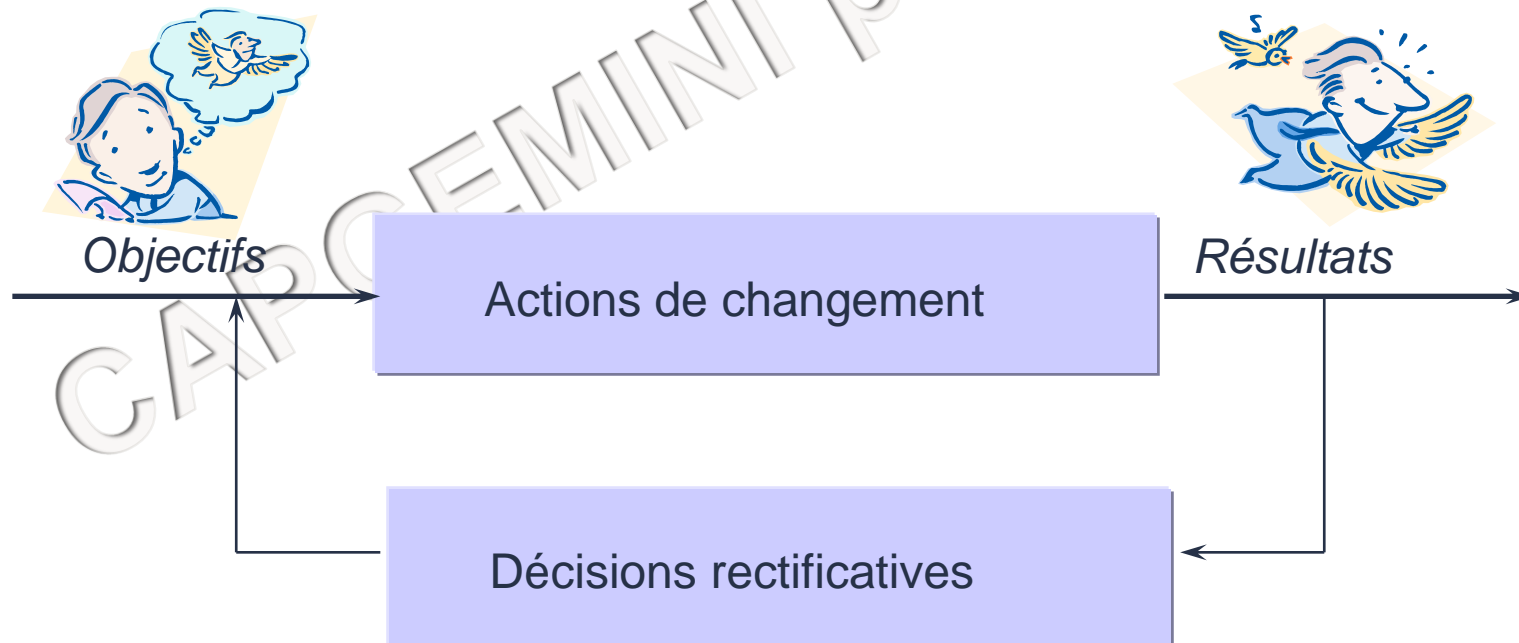 CAPGEMINI
Objectifs
Résultats
Actions de changement
Décisions rectificatives